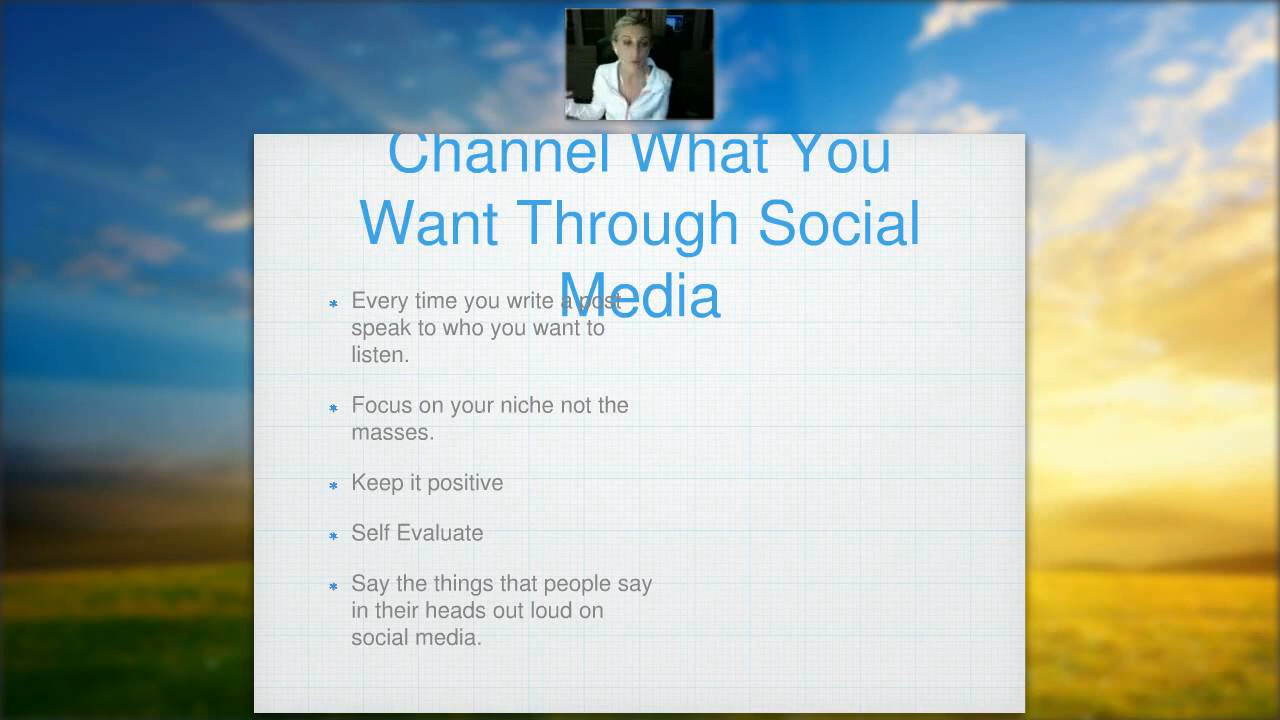 Channel What You
Want Through Social
Media
* Every time you write a post
speak to who you want to
listen.
* Focus on your niche not the
masses.
* Keep it positive
* Self Evaluate
* Say the things that people say
in their heads out loud on
social media.